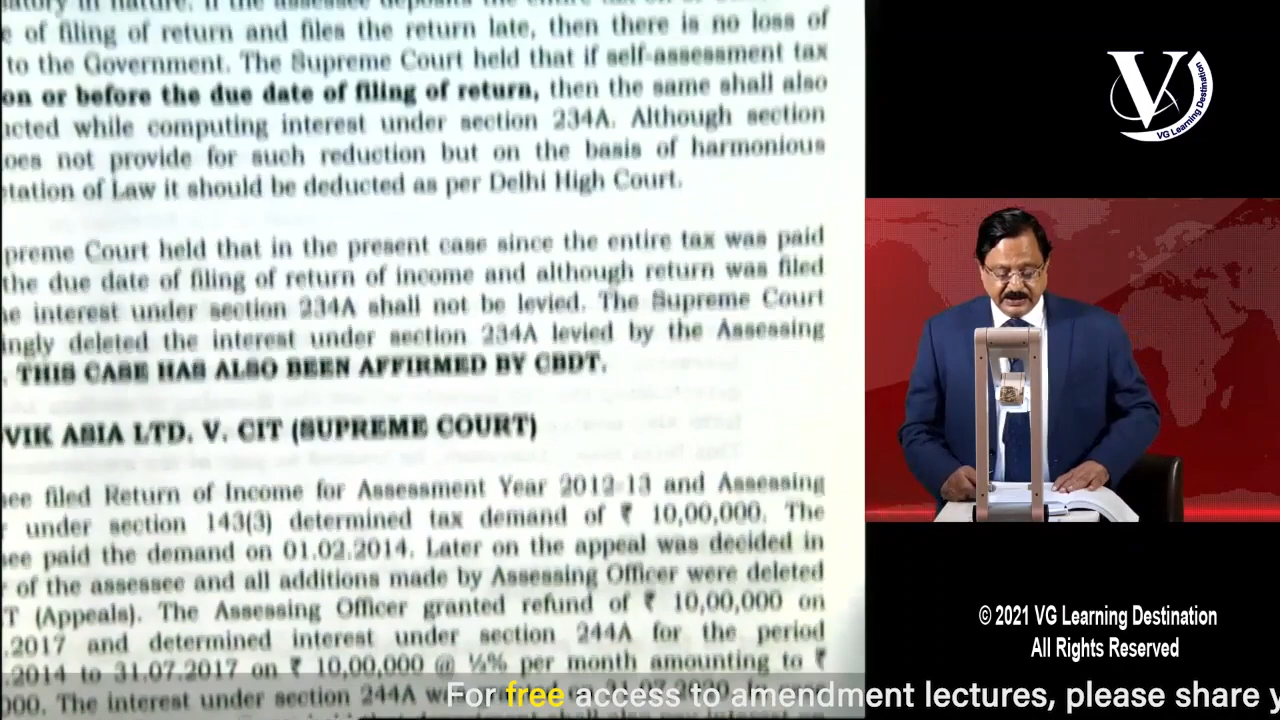 e of filing of return and files the return late, then there is no loss of
to the Government. The Supreme Court held that if self-assessment tax
on or before the due date of filing of return, then the same shall also
cted while computing interest under section 234A. Although section
oes not provide for such reduction but on the basis of harmonious
tation of Law it should be deducted as per Delhi High Court.
preme Court held that in the present case since the entire tax was paid
the due date of filing of return of income and although return was filed
e interest under section 234A shall not be levied. The Supreme Court
ingly deleted the interest under section 234A levied by the Assessing
. THIS CASE HAS ALSO BEEN AFFIRMED BY CBDT.
VIK ASIA LTD. V. CIT (SUPREME COURT)
ee filed Return of Income for Assessment Year 2012-13 and Assessing
under section 143(3) determined tax demand of ₹ 10,00,000. The
ee paid the demand on 01.02.2014. Later on the appeal was decided in
of the assessee and all additions made by Assessing Officer were deleted
T (Appeals). The Assessing Officer granted refund of ₹ 10,00,000 on
.2017 and determined interest under section 244A for the period
.2014 to 31.07.2017 on ₹ 10,00,000 @ ½% per month amounting to ₹
000. The interest under section 244A
For free access to amendment lectures, please share y
V
VG Learning Destination
© 2021 VG Learning Destination
All Rights Reserved